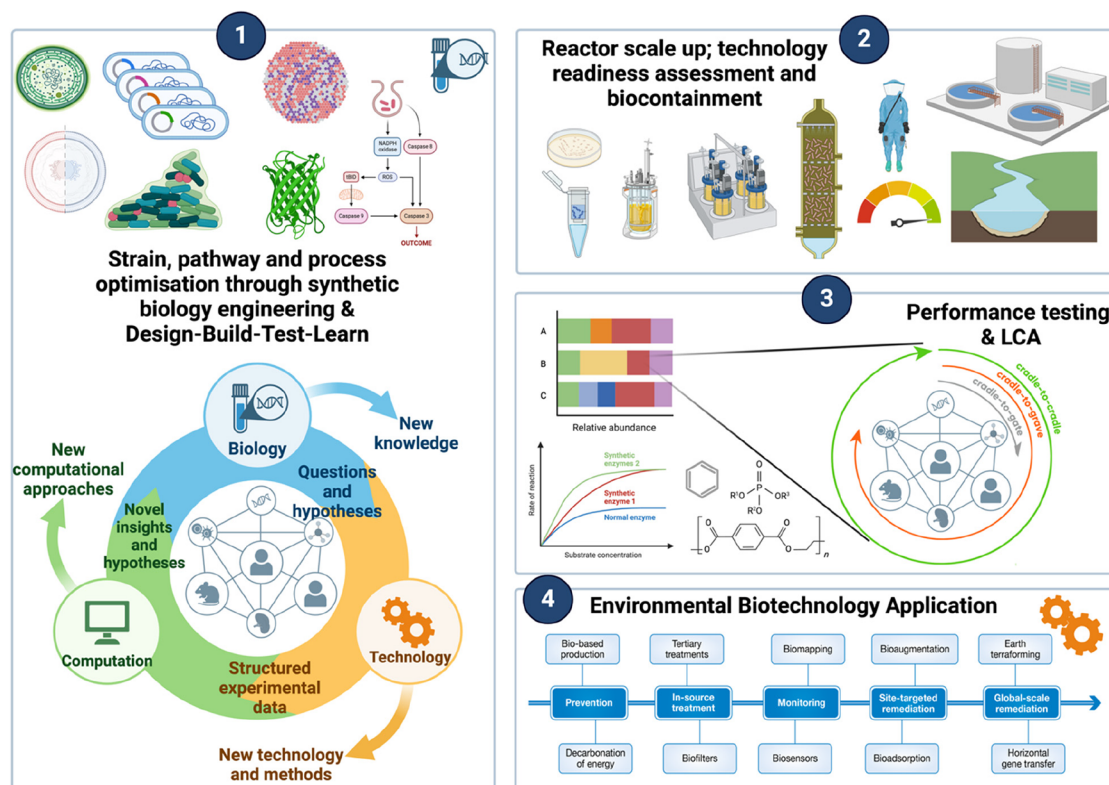 1
NADPH
oxidase
Caspase 8
tBID
ROS
Caspase 9
Caspase 3
OUTCOME
Strain, pathway and process
optimisation through synthetic
biology engineering &
Design-Build-Test-Learn
Biology
New
knowledge
New
computational
approaches
Questions and
hypotheses
Novel
insights
and
hypotheses
Computation
Technology
Structured
experimental
data
New technology
and methods
2
Reactor scale up; technology
readiness assessment and
biocontainment
3
Performance testing
& LCA
A
B
C
Relative abundance
cradle-to-cradle
cradle-to-grave
cradle-to-gate
Rate of reaction
Synthetic
enzymes 2
Synthetic
enzyme 1
Normal enzyme
Substrate concentration
O
R¹O
P
OR³
R²O
O
O
O
O
n
4
Environmental Biotechnology Application
Bio-based
production
Tertiary
treatments
Biomapping
Bioaugmentation
Earth
terraforming
Prevention
In-source
treatment
Monitoring
Site-targeted
remediation
Global-scale
remediation
Decarbonation
of energy
Biofilters
Biosensors
Bioadsorption
Horizontal
gene transfer